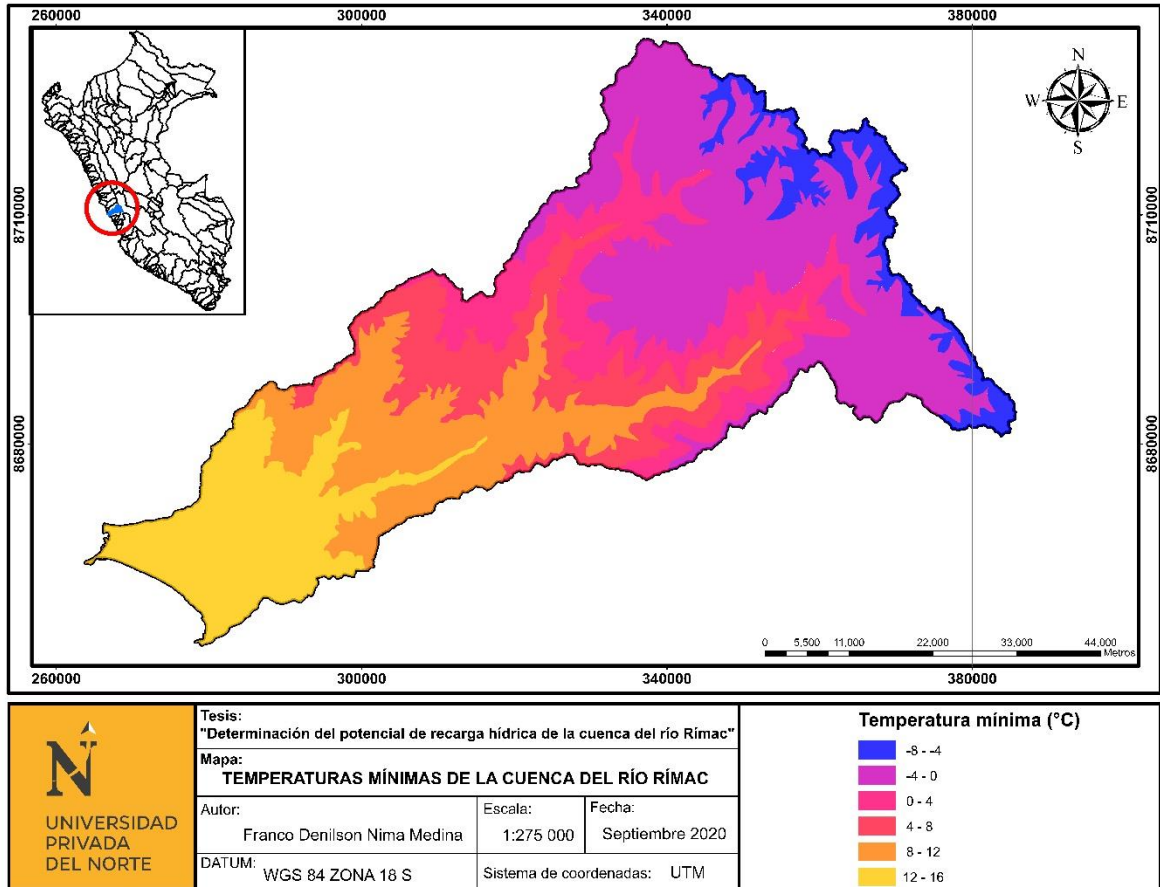 260000 300000 340000 380000
N
W E
S
8710000 8710000
8680000 8680000
0 5,500 11,000 22,000 33,000 44,000
Metros
260000 300000 340000 380000
N
UNIVERSIDAD
PRIVADA
DEL NORTE
Tesis:
"Determinación del potencial de recarga hídrica de la cuenca del río Rímac"
Mapa:
TEMPERATURAS MÍNIMAS DE LA CUENCA DEL RÍO RÍMAC
Autor:
Franco Denilson Nima Medina
Escala:
1:275 000
Fecha:
Septiembre 2020
DATUM: WGS 84 ZONA 18 S
Sistema de coordenadas: UTM
Temperatura mínima (°C)
-8 - -4
-4 - 0
0 - 4
4 - 8
8 - 12
12 - 16